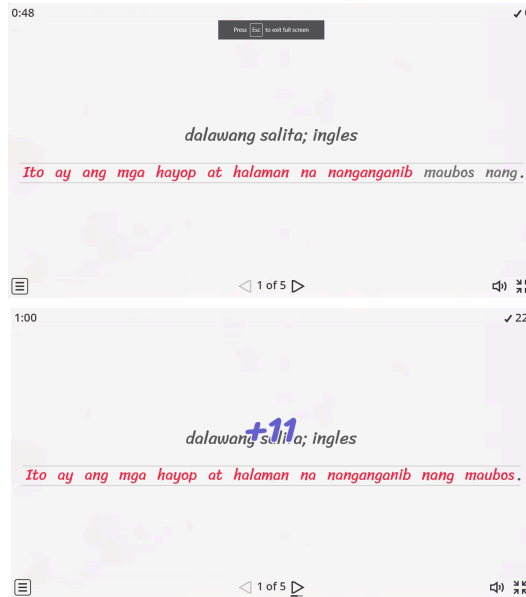 0:48
Press Esc to exit full screen
dalawang salita; ingles
Ito ay ang mga hayop at halaman na nanganganib maubos nang.
1 of 5
1:00
✓ 22
+11
dalawang salita; ingles
Ito ay ang mga hayop at halaman na nanganganib nang maubos.
1 of 5